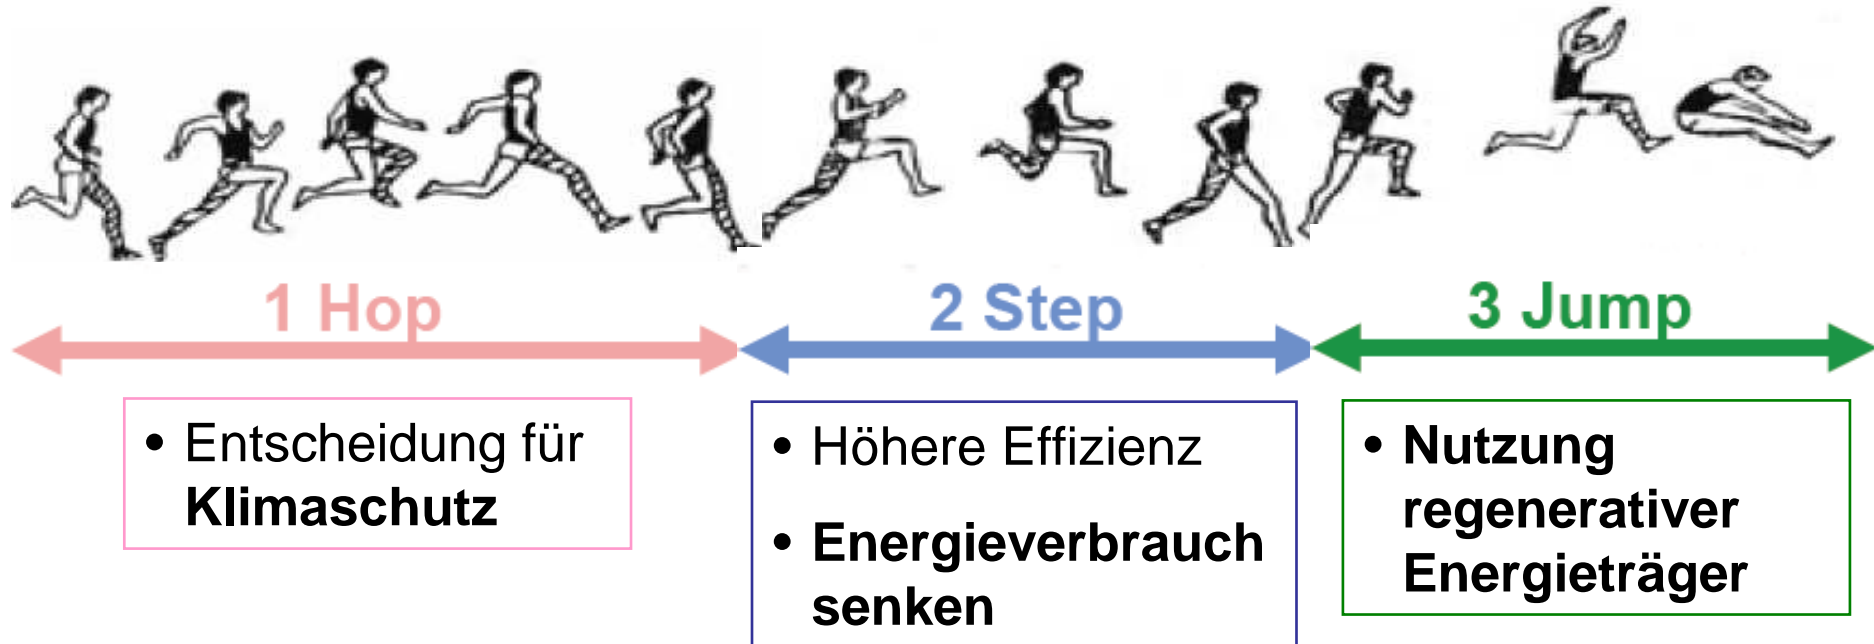 1 Hop
2 Step
3 Jump
• Entscheidung für
Klimaschutz
• Höhere Effizienz
• Energieverbrauch
senken
• Nutzung
regenerativer
Energieträger